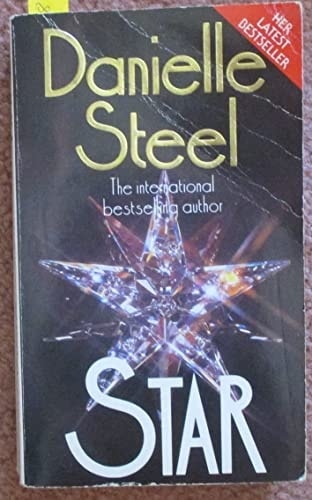 HER
LATEST
BESTSELLER
Danielle
Steel
The international
bestselling author
STAR